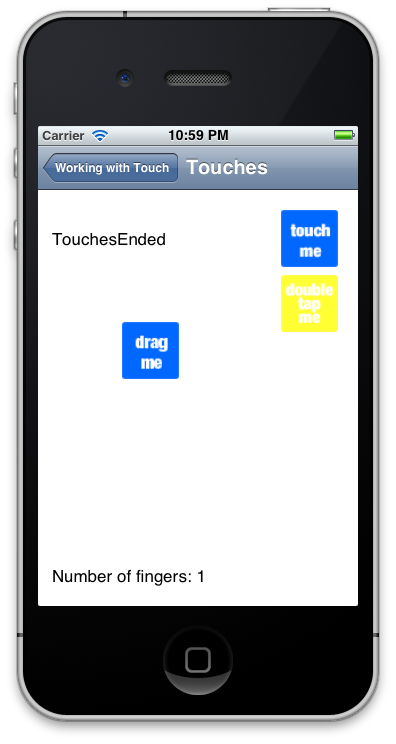 Carrier 10:59 PM
Working with Touch Touches
TouchesEnded
touch
me
double
tap
me
drag
me
Number of fingers: 1